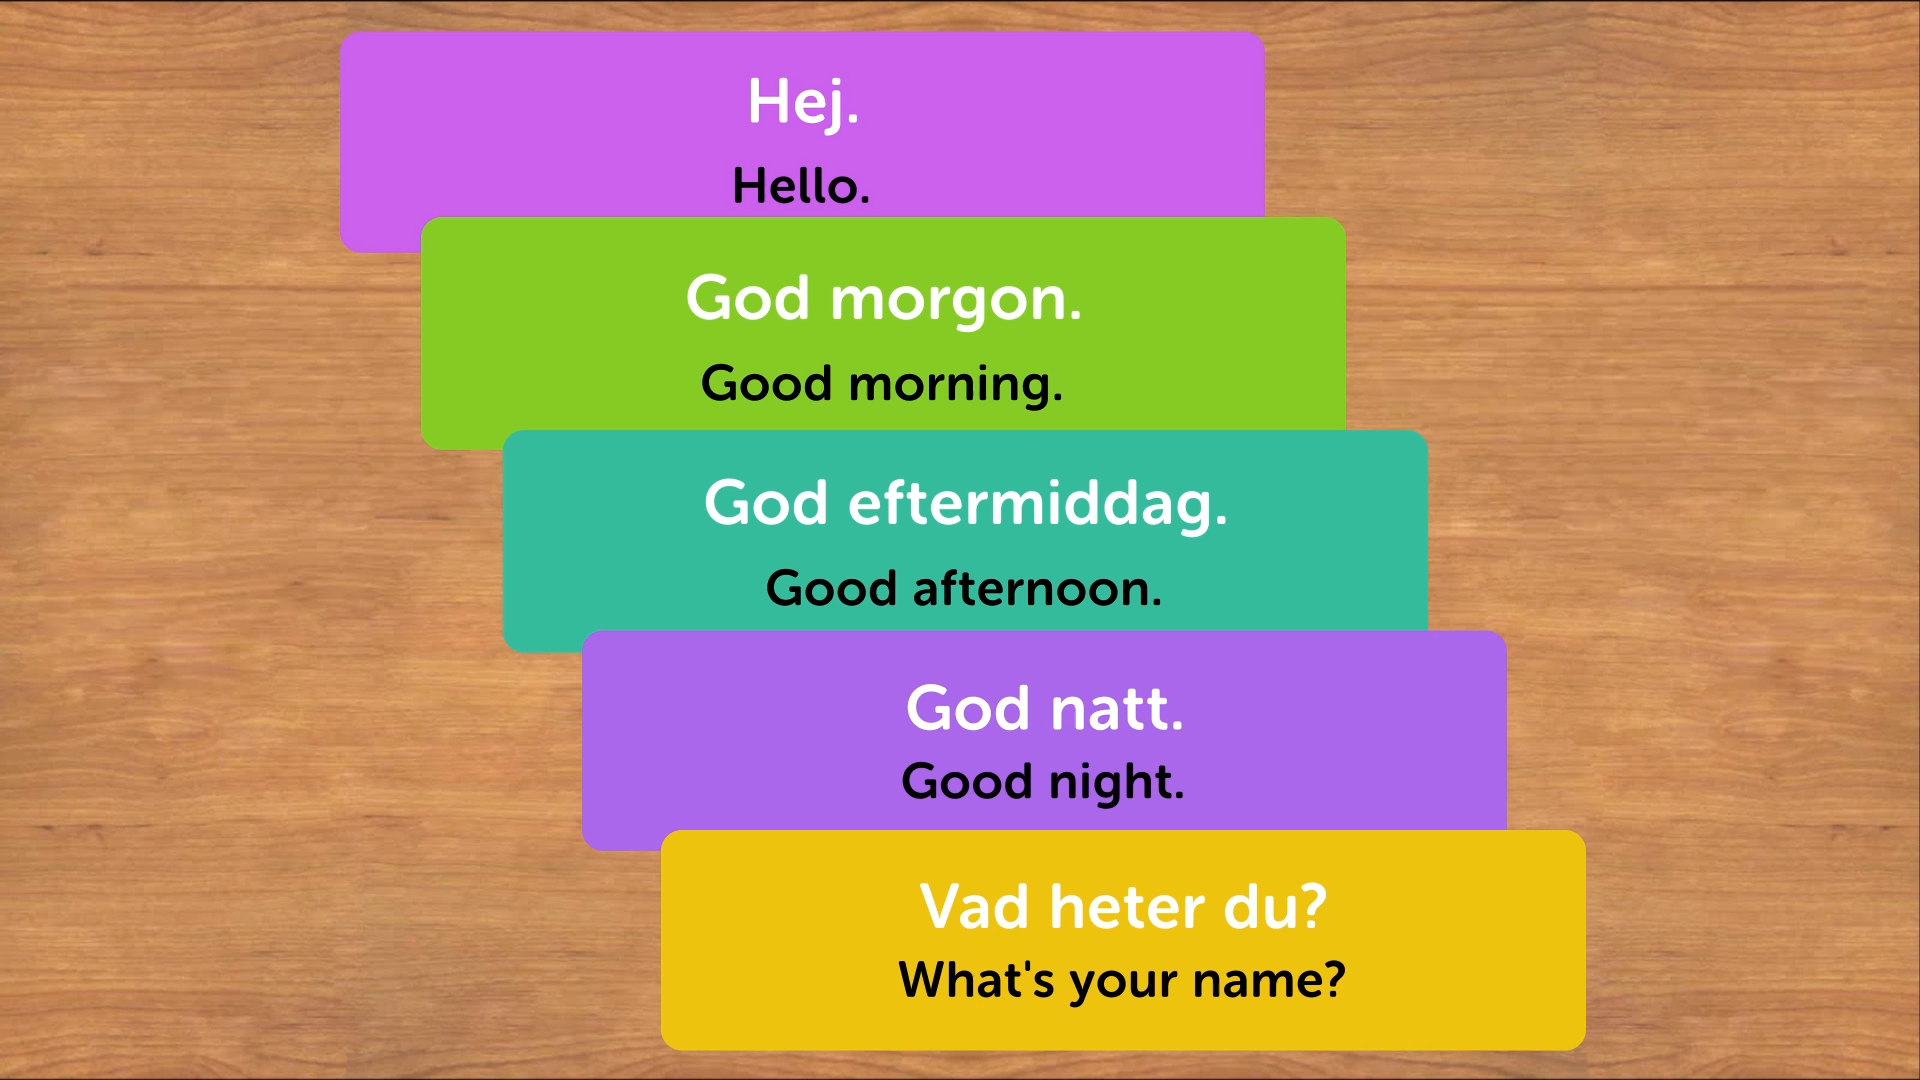 Hej.
Hello.
God morgon.
Good morning.
God eftermiddag.
Good afternoon.
God natt.
Good night.
Vad heter du?
What's your name?